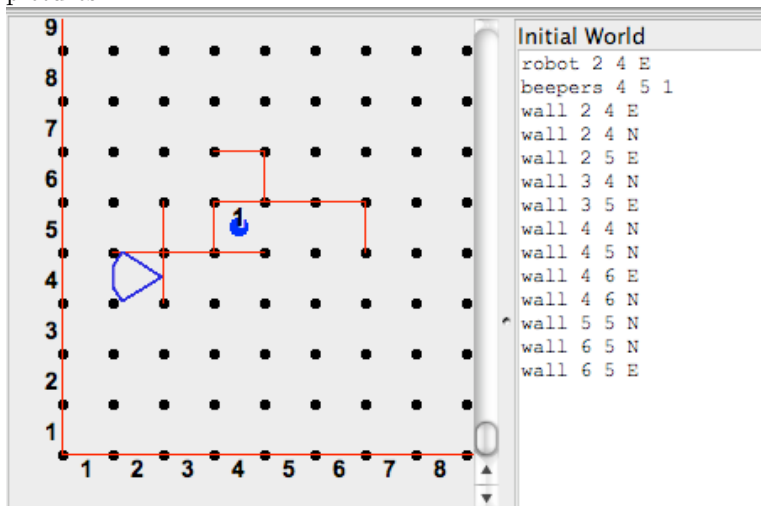 9
8
7
6
5
4
3
2
1
1
1 2 3 4 5 6 7 8
Initial World
robot 2 4 E
beepers 4 5 1
wall 2 4 E
wall 2 4 N
wall 2 5 E
wall 3 4 N
wall 3 5 E
wall 4 4 N
wall 4 5 N
wall 4 6 E
wall 4 6 N
wall 5 5 N
wall 6 5 N
wall 6 5 E